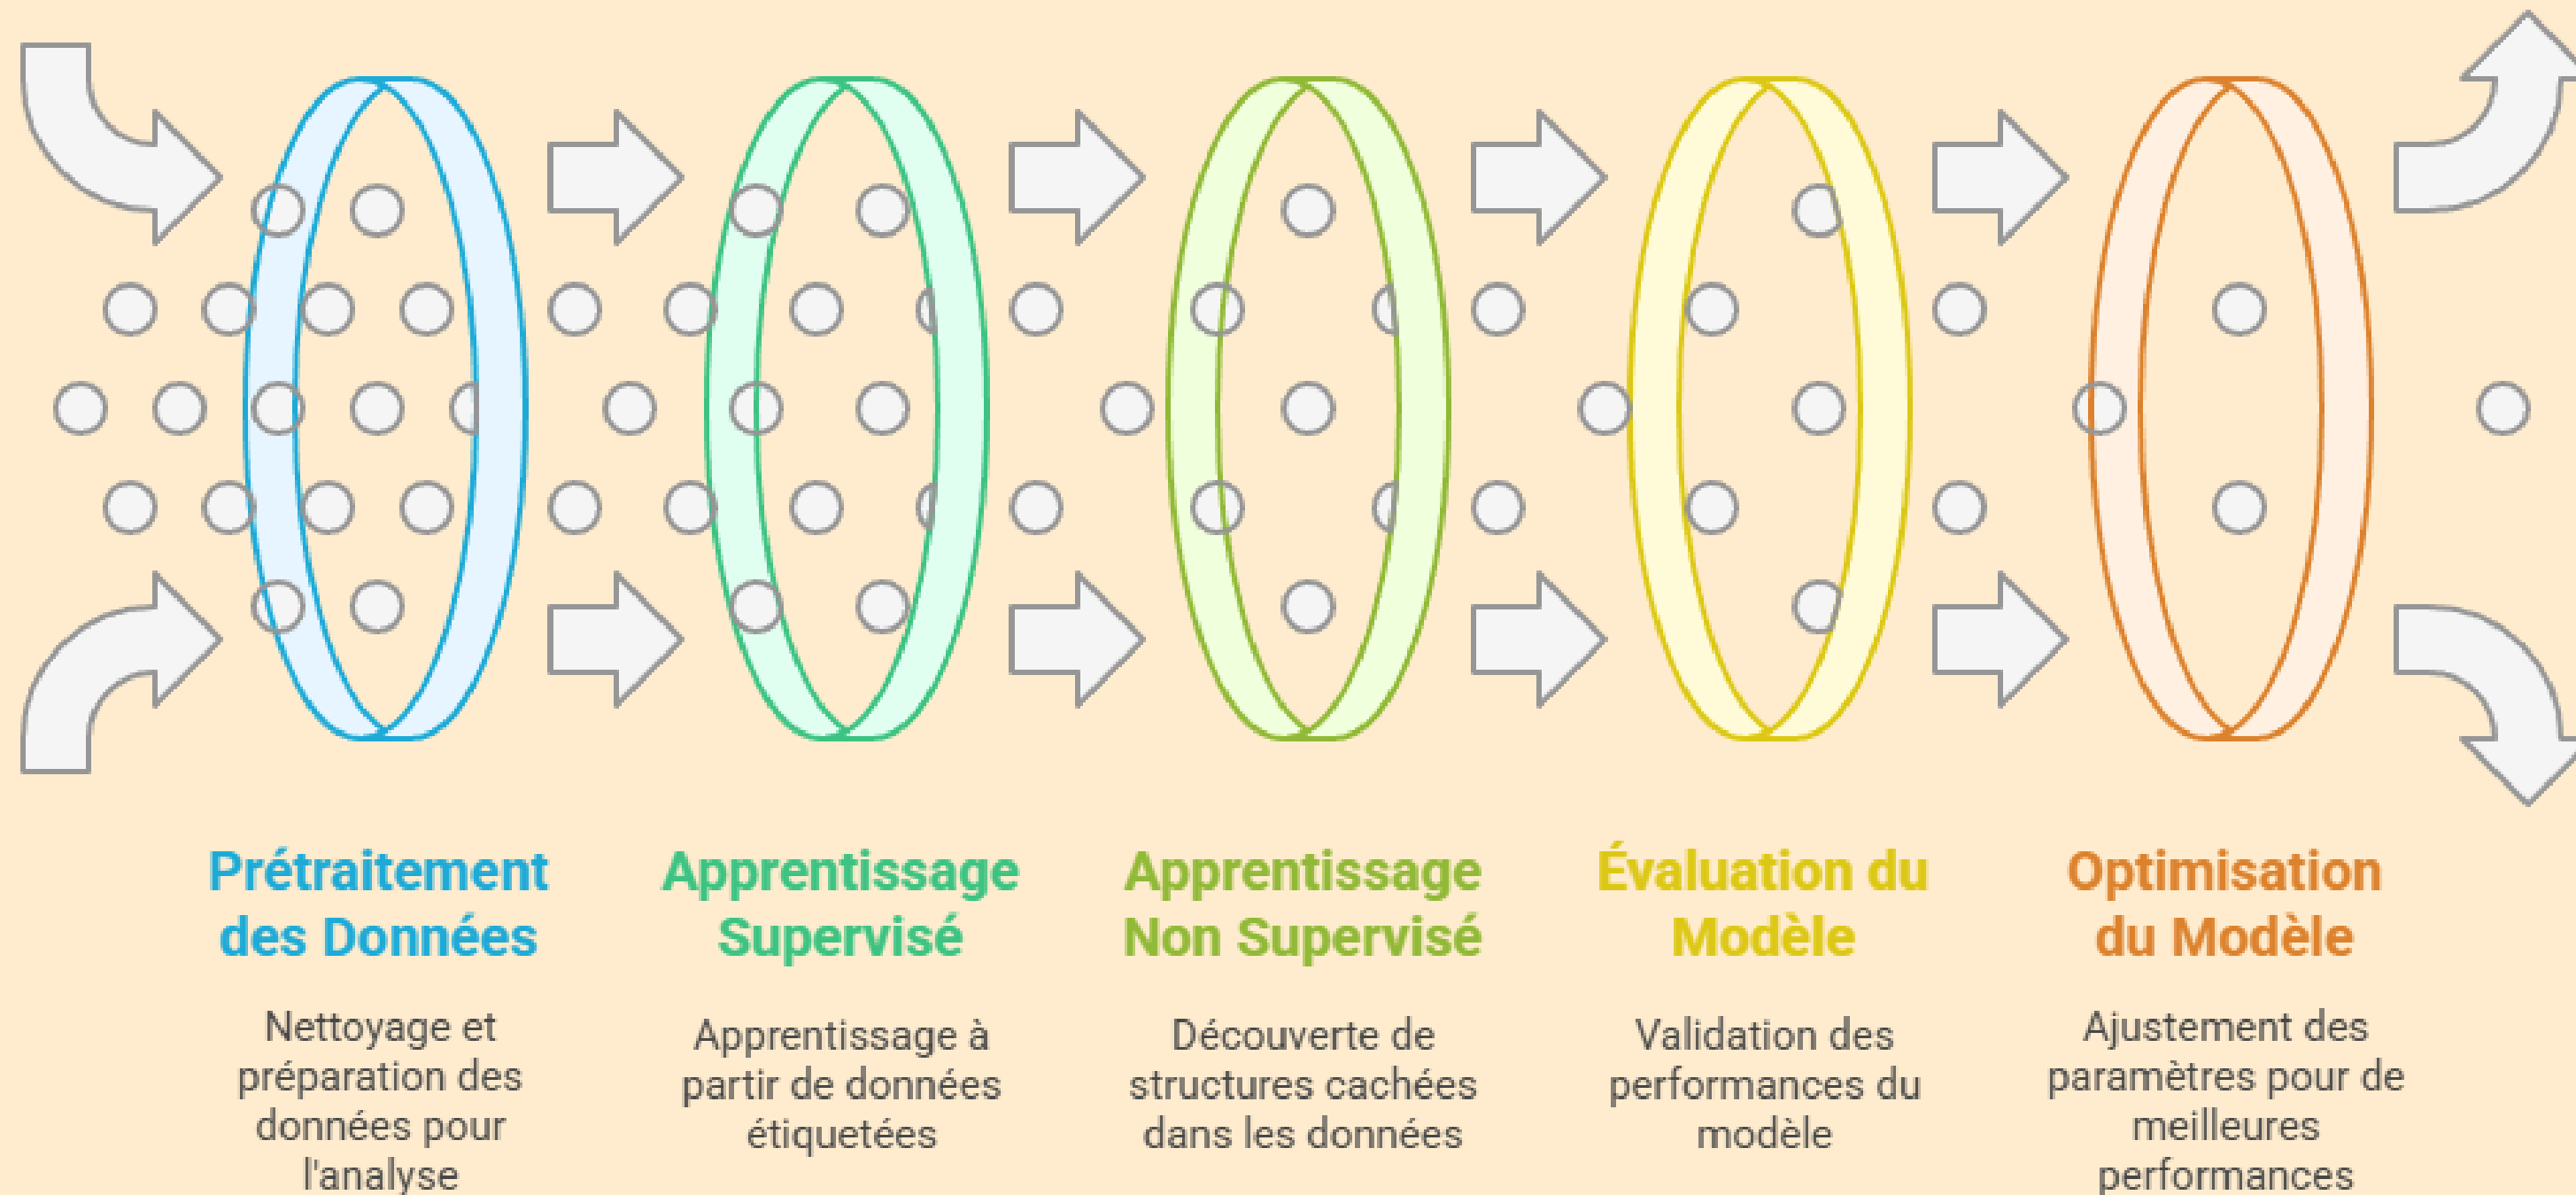 Prétraitement
des Données
Nettoyage et
préparation des
données pour
l'analyse
Apprentissage
Supervisé
Apprentissage à
partir de données
étiquetées
Apprentissage
Non Supervisé
Découverte de
structures cachées
dans les données
Évaluation du
Modèle
Validation des
performances du
modèle
Optimisation
du Modèle
Ajustement des
paramètres pour de
meilleures
performances